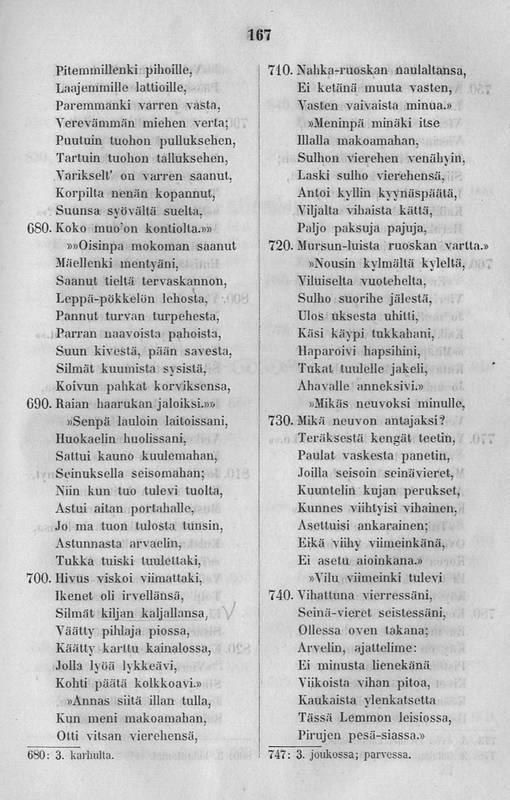 167
Pitemmillenki pihoille,
Laajemmille lattioille,
Paremmanki varren vasta,
Verevämmän miehen verta;
Puutuin tuohon pulluksehen,
Tartuin tuohon talluksehen,
Varikselt' on varren saanut,
Korpilta nenän kopannut,
Suunsa syövältä suelta,
680. Koko muo'on kontiolta.»»
»»Oisinpa mokoman saanut
Mäellenki mentyäni,
Saanut tieltä tervaskannon,
Leppä-pökkelön lehosta,
Pannut turvan turpehesta,
Parran naavoista pahoista,
Suun kivestä, pään savesta,
Silmät kuumista sysistä,
Koivun pahkat korviksensa,
690. Raian haarukan jaloiksi.»»
»Senpä lauloin laitoissani,
Huokaelin huolissani,
Sattui kauno kuulemahan,
Seinuksella seisomahan;
Niin kun tuo tulevi tuolta,
Astui aitan portahalle,
Jo ma tuon tulosta tunsin,
Astunnasta arvaelin,
Tukka tuiski tuulettaki,
700. Hivus viskoi viimattaki,
Ikenet oli irvellänsä,
Silmät kiljan kaljallansa,
Väätty pihlaja piossa,
Käätty karttu kainalossa,
Jolla lyöä lykkeävi,
Kohti päätä kolkkoavi.»
»Annas siitä illan tulla,
Kun meni makoamahan,
Otti vitsan vierehensä,
680: 3. karhulta.
710. Nahka-ruoskan naulaltansa,
Ei ketänä muuta vasten,
Vasten vaivaista minua.»
»Meninpä minäki itse
Illalla makoamahan,
Sulhon vierehen venähyin,
Laski sulho vierehensä,
Antoi kyllin kyynäspäätä,
Viljalta vihaista kättä,
Paljo paksuja pajuja,
720. Mursun-luista ruoskan vartta.»
»Nousin kylmältä kyleltä,
Viluiselta vuotehelta,
Sulho suorihe jälestä,
Ulos uksesta uhitti,
Käsi käypi tukkahani,
Haparoivi hapsihini,
Tukat tuulelle jakeli,
Ahavalle anneksivi.»
»Mikäs neuvoksi minulle,
730. Mikä neuvon antajaksi?
Teräksestä kengät teetin,
Paulat vaskesta panetin,
Joilla seisoin seinävieret,
Kuuntelin kujan perukset,
Kunnes viihtyisi vihainen,
Asettuisi ankarainen;
Eikä viihy viimeinkänä,
Ei asetu aioinkana.»
»Vilu viimeinki tulevi
740. Vihattuna vierressäni,
Seinä-vieret seistessäni,
Ollessa oven takana;
Arvelin, ajattelime:
Ei minusta lienekänä
Viikoista vihan pitoa,
Kaukaista ylenkatsetta
Tässä Lemmon leisiossa,
Pirujen pesä-siassa.»
747: 3. joukossa; parvessa.